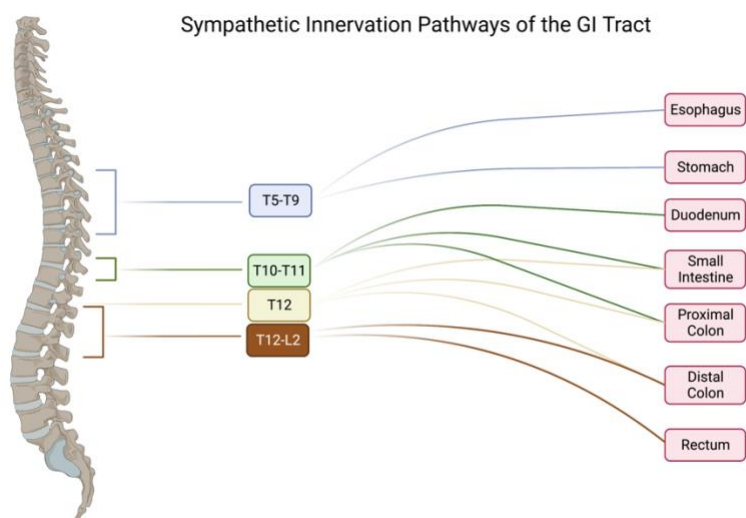 Sympathetic Innervation Pathways of the GI Tract
Esophagus
Stomach
T5-T9
Duodenum
T10-T11
Small
Intestine
T12
Proximal
Colon
T12-L2
Distal
Colon
Rectum